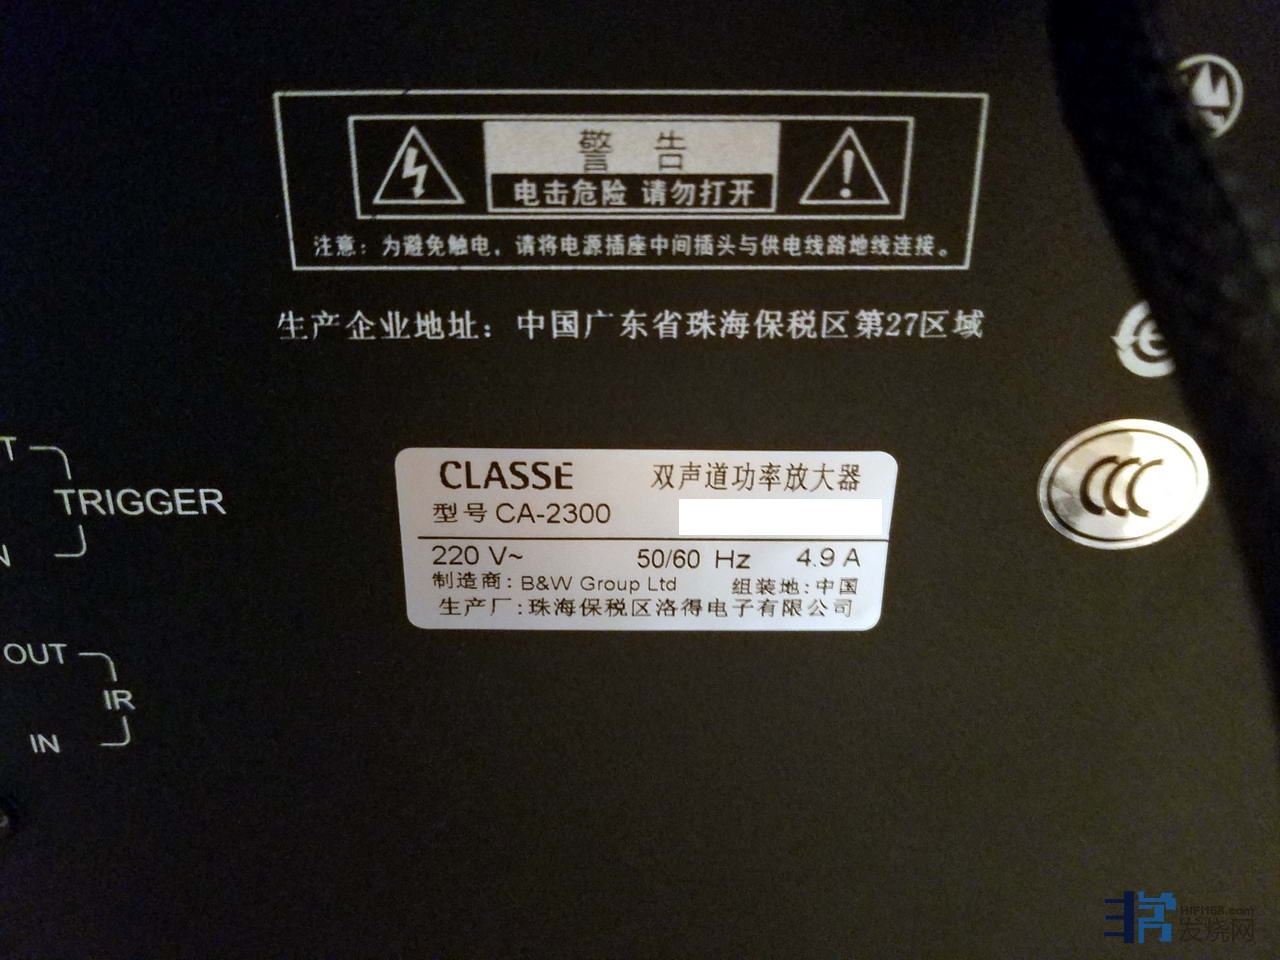 警 告
电击危险 请勿打开
注意：为避免触电，请将电源插座中间插头与供电线路地线连接。
生产企业地址：中国广东省珠海保税区第27区域
TRIGGER
CLASSE 双声道功率放大器
型号 CA-2300
220 V~ 50/60 Hz 4.9 A
制造商：B&W Group Ltd 组装地：中国
生产厂：珠海保税区洛得电子有限公司
CCC
OUT
IR
IN
HIFI168.com
发烧网